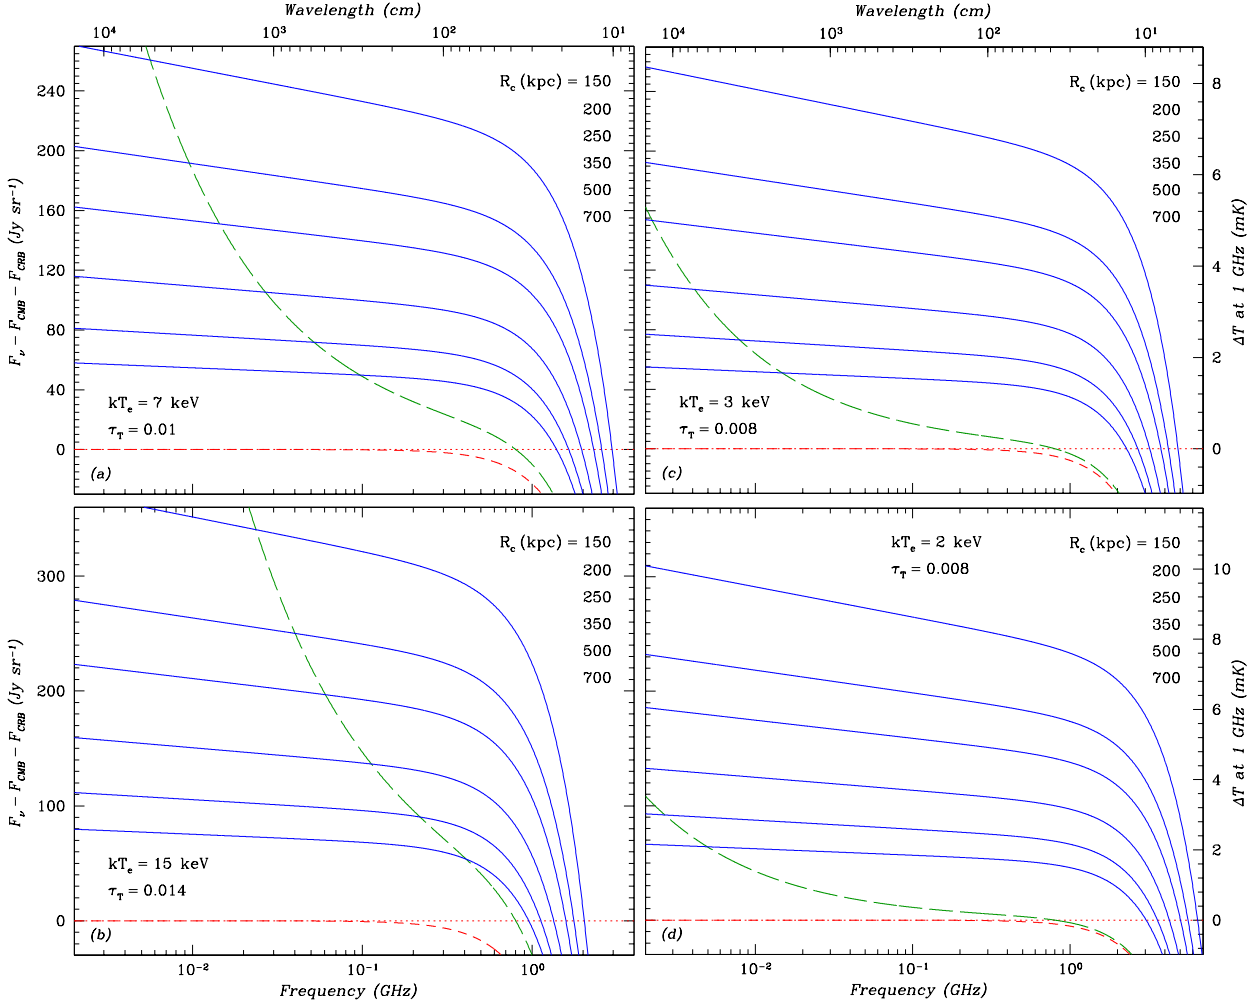 Wavelength (cm) Wavelength (cm)
10⁴ 10³ 10² 10¹ 10⁴ 10³ 10² 10¹
F_ν − F_CMB − F_CRB (Jy sr⁻¹)
240
200
160
120
80
40
0
R_c (kpc) = 150
200
250
350
500
700
kT_e = 7 keV
τ_T = 0.01
(a)
R_c (kpc) = 150
200
250
350
500
700
kT_e = 3 keV
τ_T = 0.008
(c)
8
6
4
2
0
ΔT at 1 GHz (mK)
F_ν − F_CMB − F_CRB (Jy sr⁻¹)
300
200
100
0
R_c (kpc) = 150
200
250
350
500
700
kT_e = 15 keV
τ_T = 0.014
(b)
kT_e = 2 keV
τ_T = 0.008
R_c (kpc) = 150
200
250
350
500
700
(d)
10
8
6
4
2
0
ΔT at 1 GHz (mK)
10⁻² 10⁻¹ 10⁰ 10⁻² 10⁻¹ 10⁰
Frequency (GHz) Frequency (GHz)